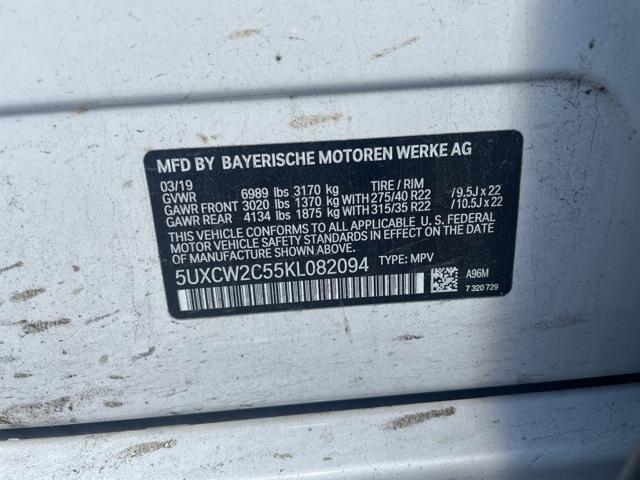 MFD BY BAYERISCHE MOTOREN WERKE AG
03/19
GVWR 6989 lbs 3170 kg TIRE / RIM
GAWR FRONT 3020 lbs 1370 kg WITH 275/40 R22 /9.5J x 22
GAWR REAR 4134 lbs 1875 kg WITH 315/35 R22 /10.5J x 22
THIS VEHICLE CONFORMS TO ALL APPLICABLE U. S. FEDERAL
MOTOR VEHICLE SAFETY STANDARDS IN EFFECT ON THE DATE
OF MANUFACTURE SHOWN ABOVE.
5UXCW2C55KL082094 TYPE: MPV
A96M
7 320 729